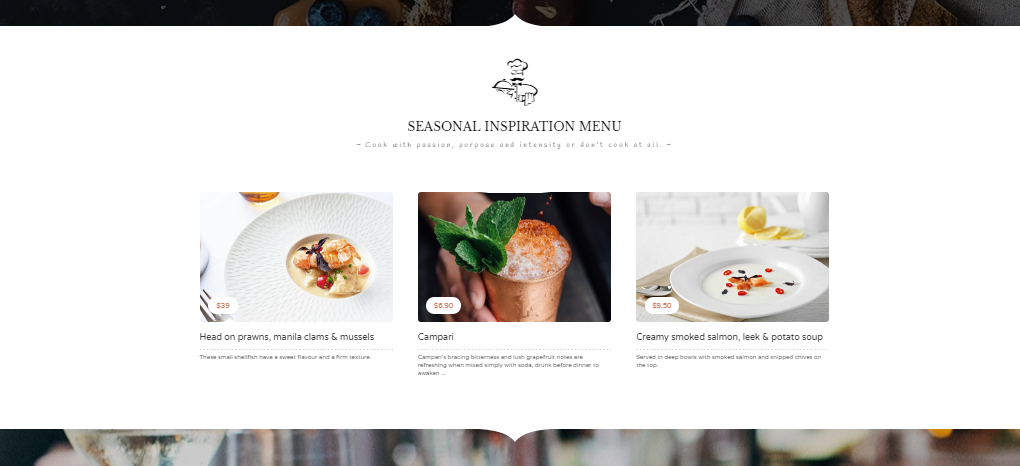 SEASONAL INSPIRATION MENU
~ Cook with passion, purpose and intensity or don't cook at all. ~
$39
$6.90
$9.50
Head on prawns, manila clams & mussels
Campari
Creamy smoked salmon, leek & potato soup
These small shellfish have a sweet flavour and a firm texture.
Campari's bracing bitterness and lush grapefruit notes are
refreshing when mixed simply with soda, drunk before dinner to
awaken ...
Served in deep bowls with smoked salmon and snipped chives on
the top.